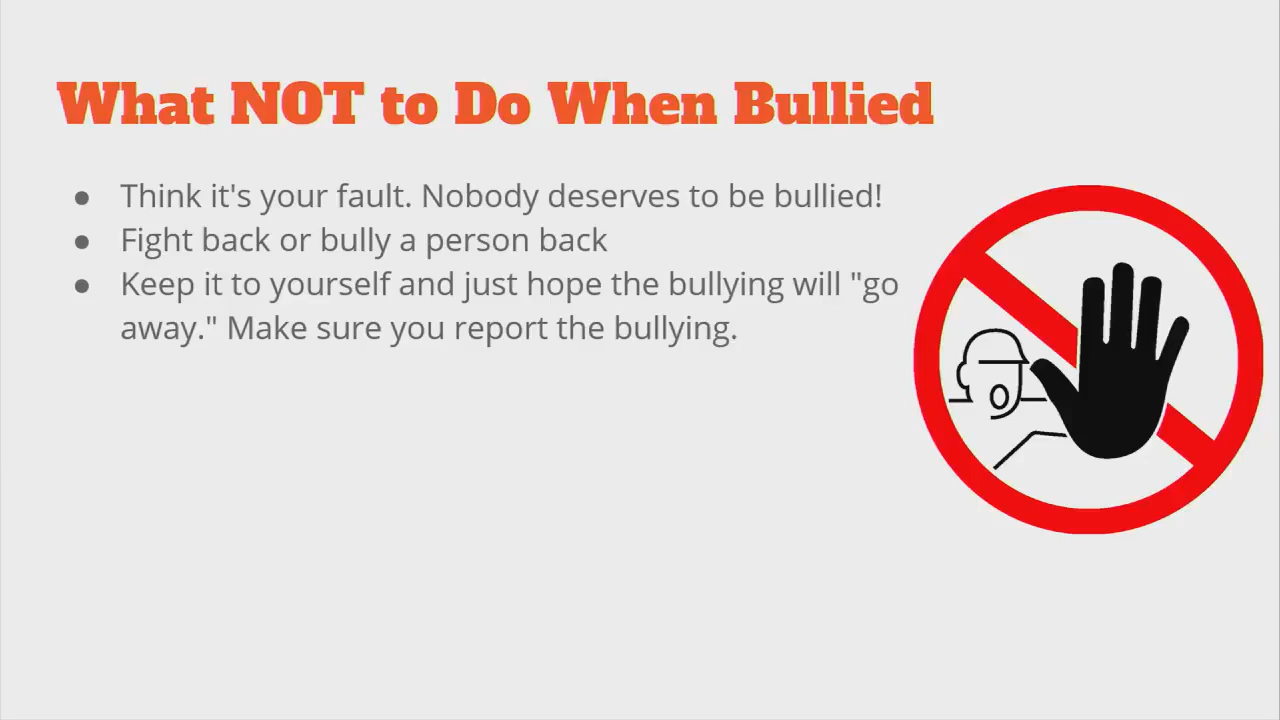 What NOT to Do When Bullied
● Think it's your fault. Nobody deserves to be bullied!
● Fight back or bully a person back
● Keep it to yourself and just hope the bullying will "go
away." Make sure you report the bullying.